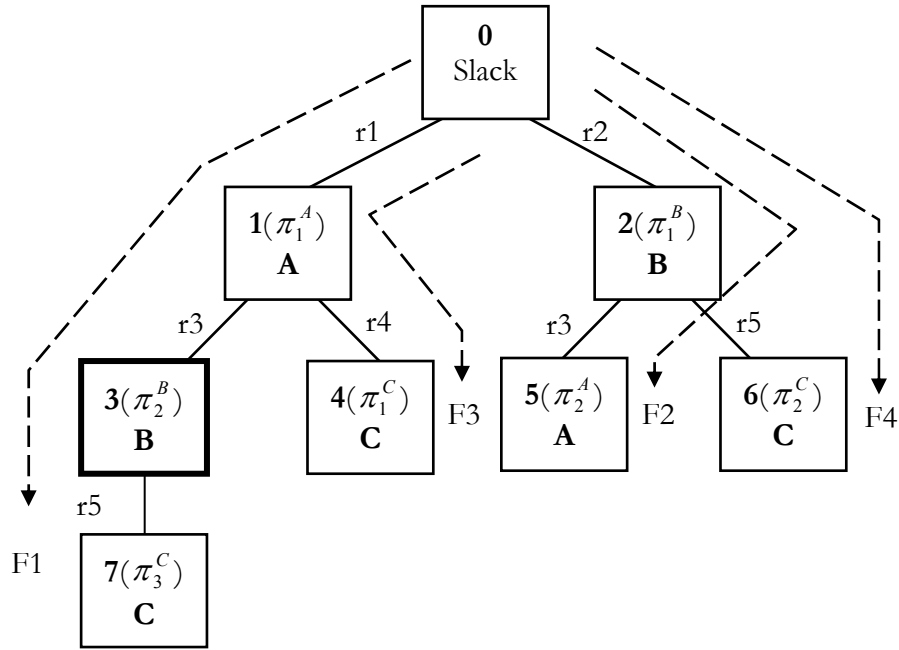 0
Slack
r1
r2
1(π₁ᴬ)
A
2(π₁ᴮ)
B
r3
r4
r3
r5
3(π₂ᴮ)
B
4(π₁ᶜ)
C
F3
5(π₂ᴬ)
A
F2
6(π₂ᶜ)
C
F4
r5
F1
7(π₃ᶜ)
C